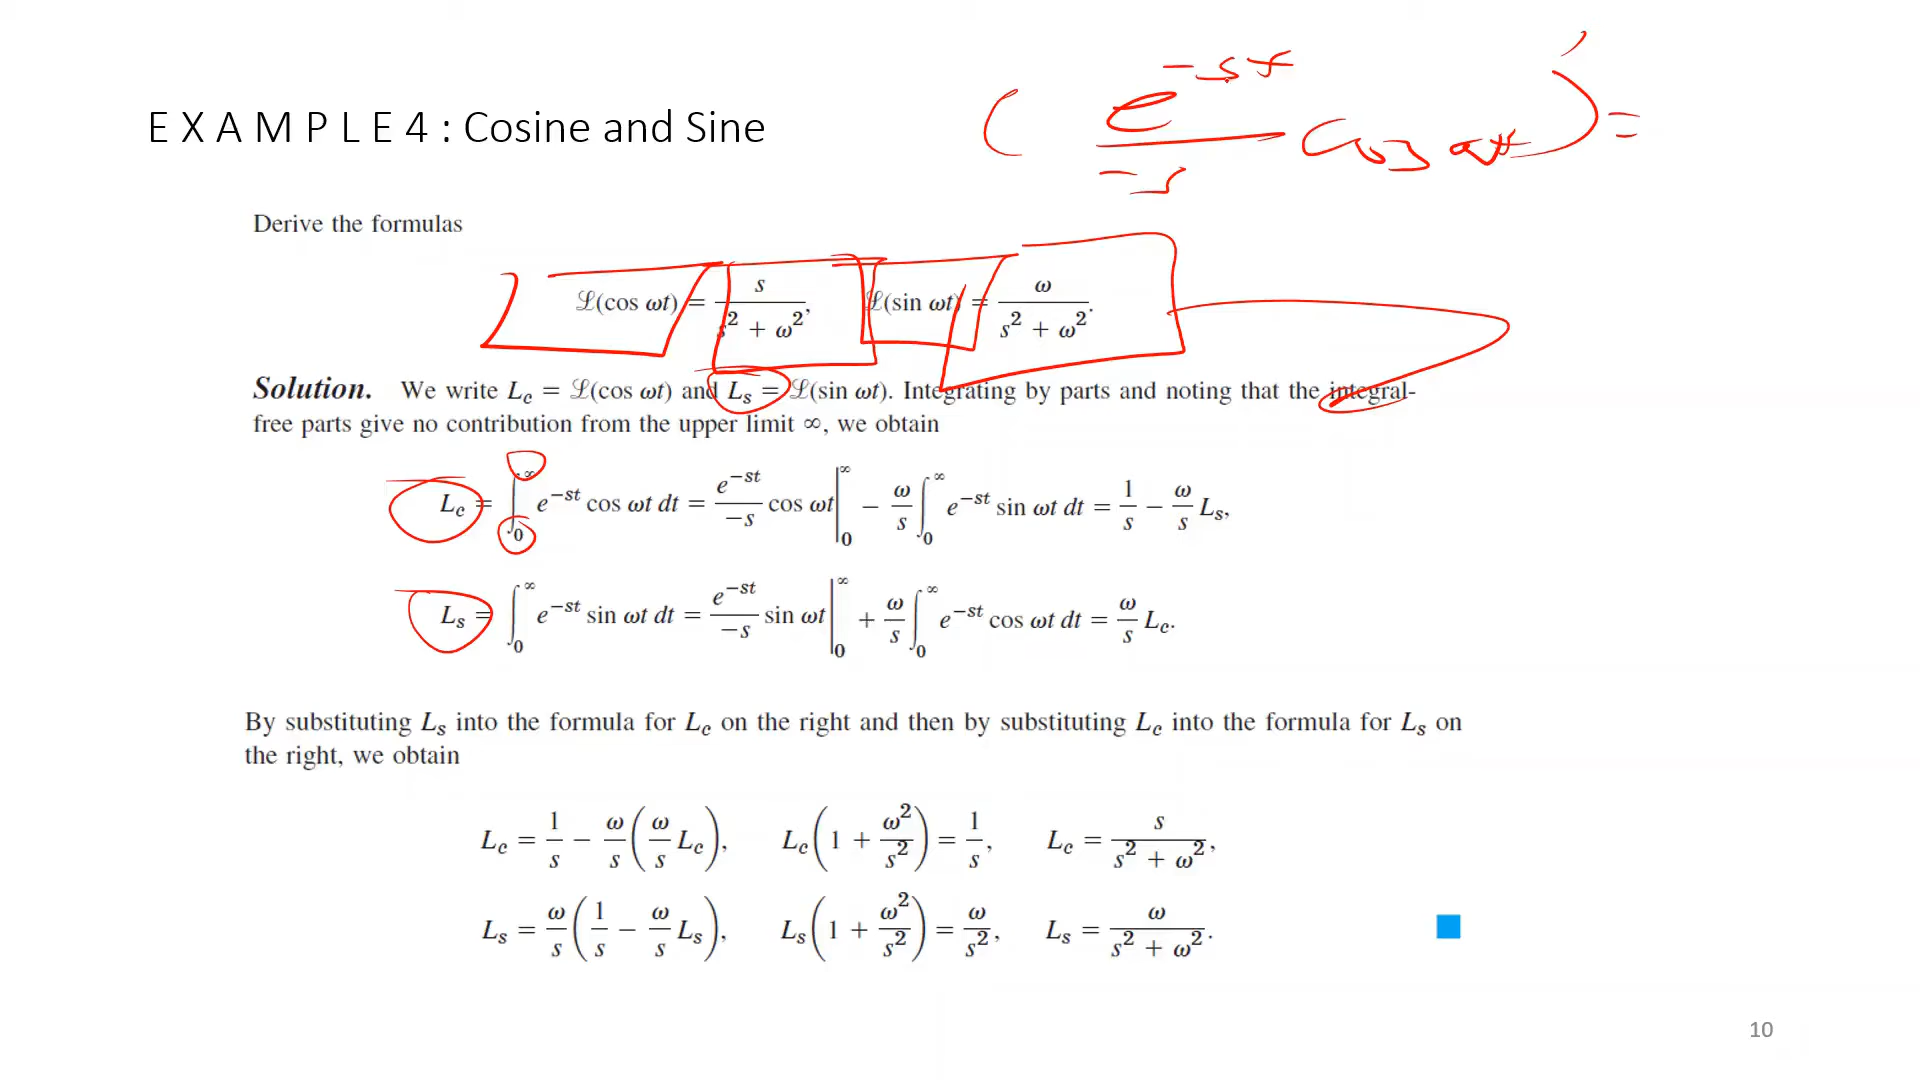 E X A M P L E 4 : Cosine and Sine
( e^{-st}/-s cos ωt )' =
Derive the formulas
ℒ(cos ωt) = s/(s² + ω²), ℒ(sin ωt) = ω/(s² + ω²).
Solution. We write L_c = ℒ(cos ωt) and L_s = ℒ(sin ωt). Integrating by parts and noting that the integral-
free parts give no contribution from the upper limit ∞, we obtain
L_c = ∫₀^∞ e^{-st} cos ωt dt = e^{-st}/-s cos ωt |₀^∞ − ω/s ∫₀^∞ e^{-st} sin ωt dt = 1/s − ω/s L_s,
L_s = ∫₀^∞ e^{-st} sin ωt dt = e^{-st}/-s sin ωt |₀^∞ + ω/s ∫₀^∞ e^{-st} cos ωt dt = ω/s L_c.
By substituting L_s into the formula for L_c on the right and then by substituting L_c into the formula for L_s on
the right, we obtain
L_c = 1/s − ω/s (ω/s L_c), L_c (1 + ω²/s²) = 1/s, L_c = s/(s² + ω²),
L_s = ω/s (1/s − ω/s L_s), L_s (1 + ω²/s²) = ω/s², L_s = ω/(s² + ω²).
10